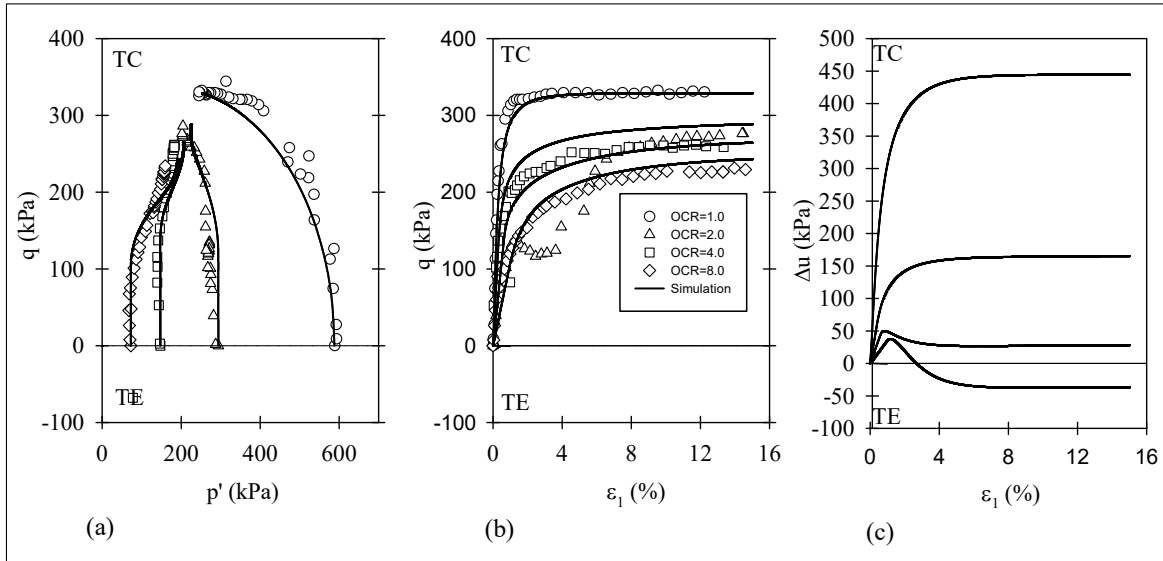 400
300
200
100
0
-100
q (kPa)
TC
TE
0
200
400
600
p' (kPa)
(a)
400
300
200
100
0
-100
q (kPa)
TC
OCR=1.0
OCR=2.0
OCR=4.0
OCR=8.0
Simulation
TE
0
4
8
12
16
ε1 (%)
(b)
500
450
400
350
300
250
200
150
100
50
0
-50
-100
Δu (kPa)
TC
TE
0
4
8
12
16
ε1 (%)
(c)